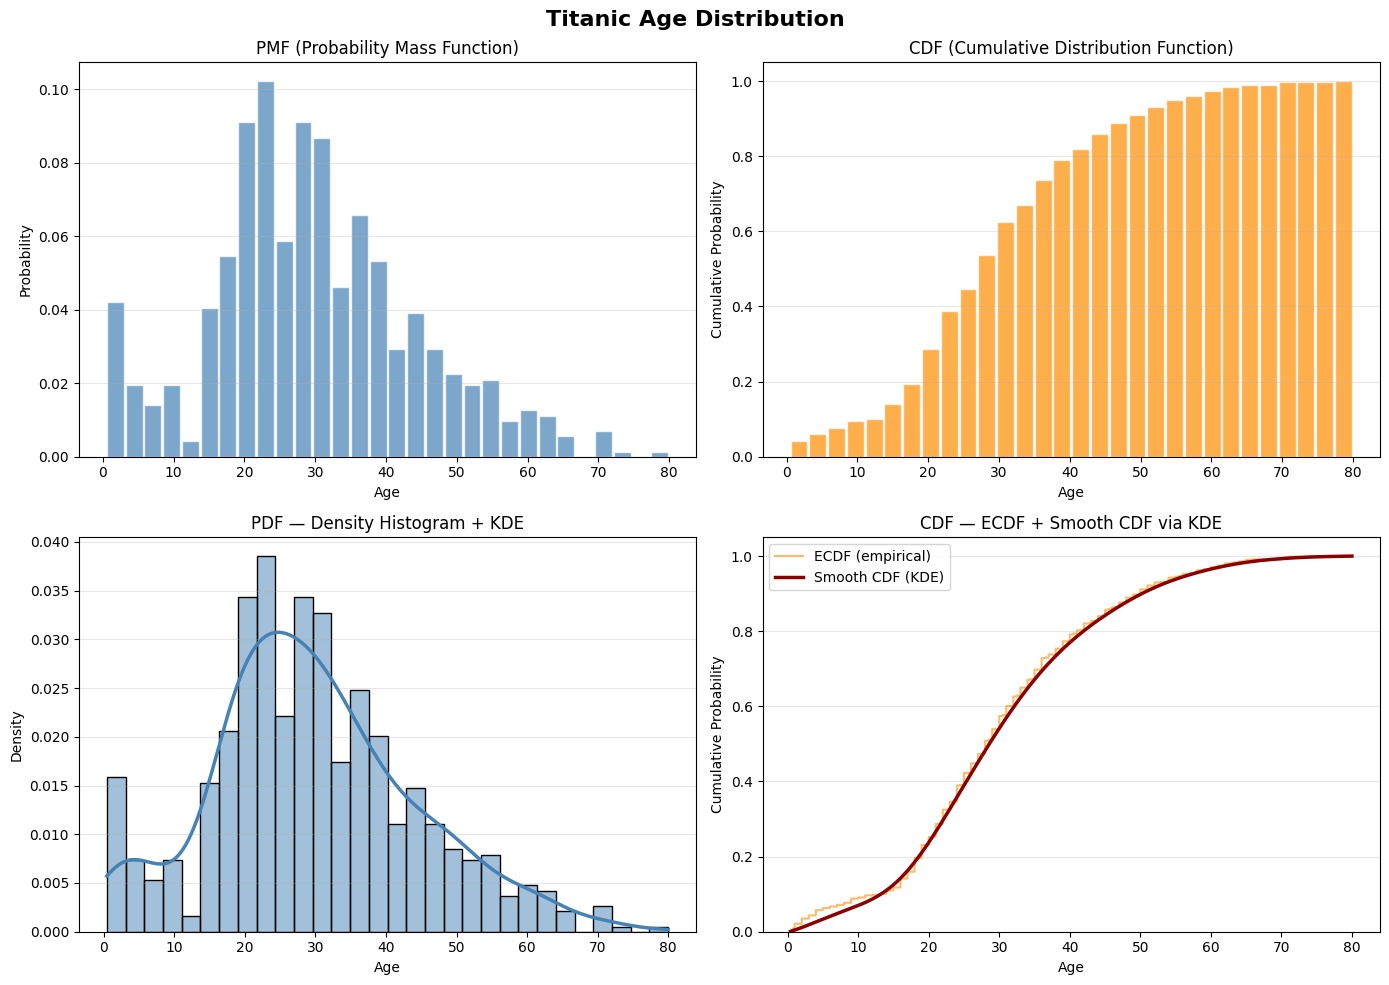 Titanic Age Distribution
PMF (Probability Mass Function)
Probability
0.10
0.08
0.06
0.04
0.02
0.00
0 10 20 30 40 50 60 70 80
Age
CDF (Cumulative Distribution Function)
Cumulative Probability
1.0
0.8
0.6
0.4
0.2
0.0
0 10 20 30 40 50 60 70 80
Age
PDF — Density Histogram + KDE
Density
0.040
0.035
0.030
0.025
0.020
0.015
0.010
0.005
0.000
0 10 20 30 40 50 60 70 80
Age
CDF — ECDF + Smooth CDF via KDE
ECDF (empirical)
Smooth CDF (KDE)
Cumulative Probability
1.0
0.8
0.6
0.4
0.2
0.0
0 10 20 30 40 50 60 70 80
Age